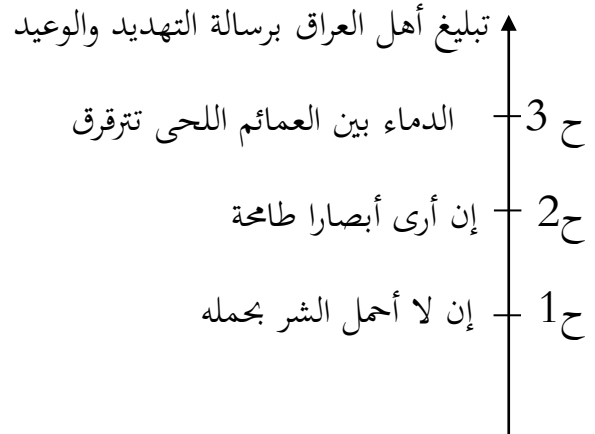 تبليغ أهل العراق برسالة التهديد والوعيد
ح 3 الدماء بين العمائم اللحى تترقرق
ح2 إن أرى أبصارا طامحة
ح1 إن لا أحمل الشر بحمله